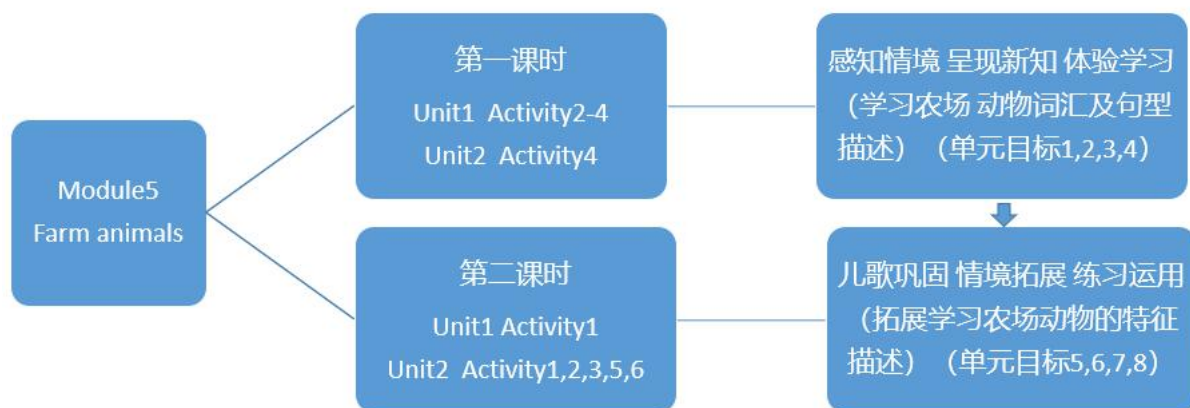 Module5
Farm animals
第一课时
Unit1 Activity2-4
Unit2 Activity4
感知情境 呈现新知 体验学习
（学习农场 动物词汇及句型
描述）（单元目标1,2,3,4）
第二课时
Unit1 Activity1
Unit2 Activity1,2,3,5,6
儿歌巩固 情境拓展 练习运用
（拓展学习农场动物的特征
描述）（单元目标5,6,7,8）